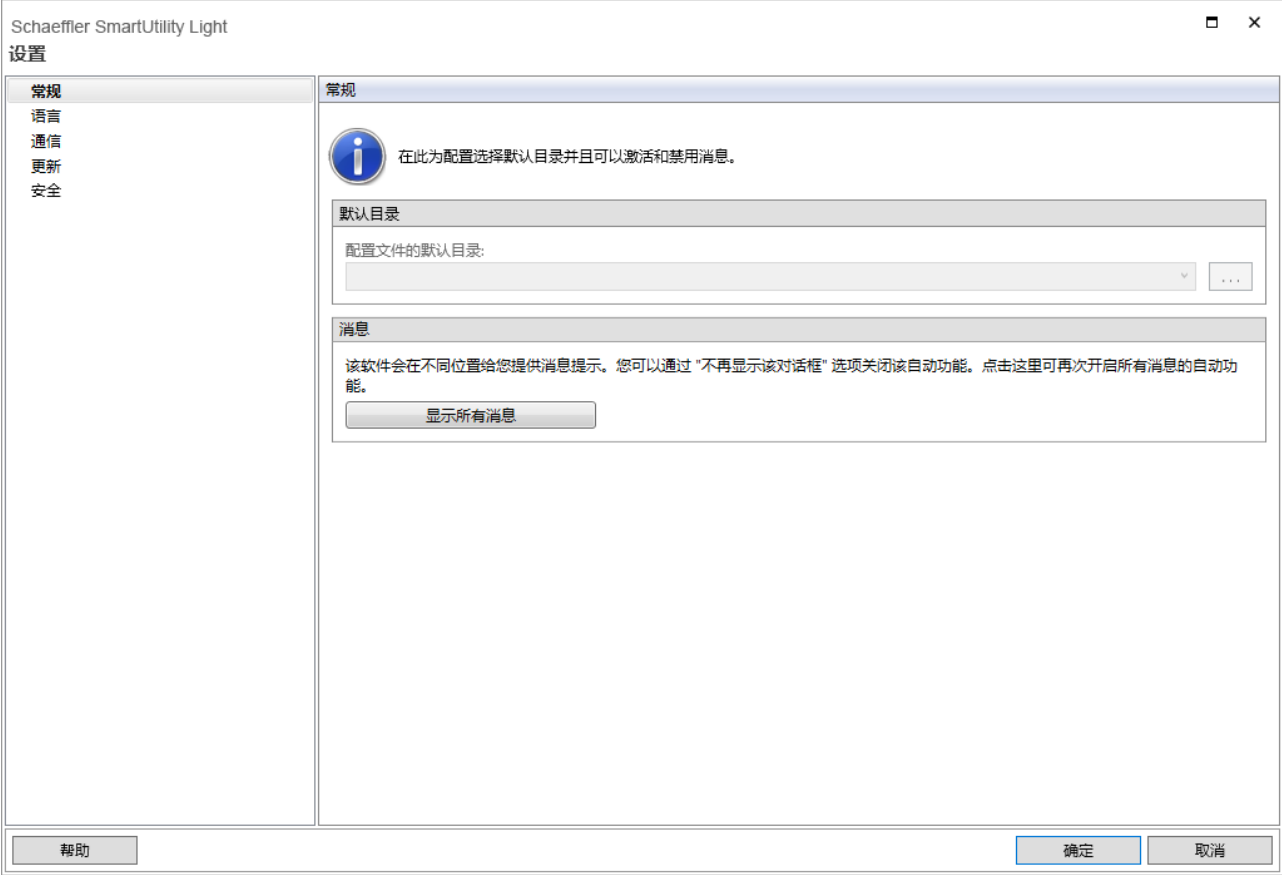 Schaeffler SmartUtility Light
设置
常规
语言
通信
更新
安全
常规
在此为配置选择默认目录并且可以激活和禁用消息。
默认目录
配置文件的默认目录:
...
消息
该软件会在不同位置给您提供消息提示。您可以通过 "不再显示该对话框" 选项关闭该自动功能。点击这里可再次开启所有消息的自动功
能。
显示所有消息
帮助
确定
取消